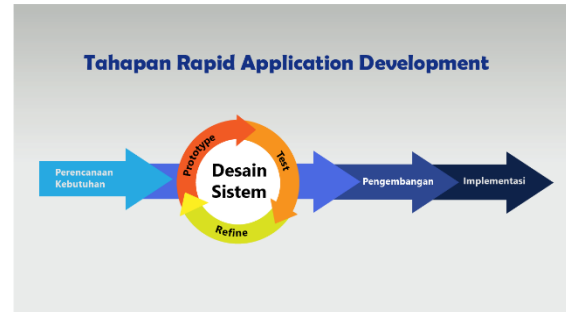 Tahapan Rapid Application Development
Perencanaan
Kebutuhan
Prototype
Test
Refine
Desain
Sistem
Pengembangan
Implementasi